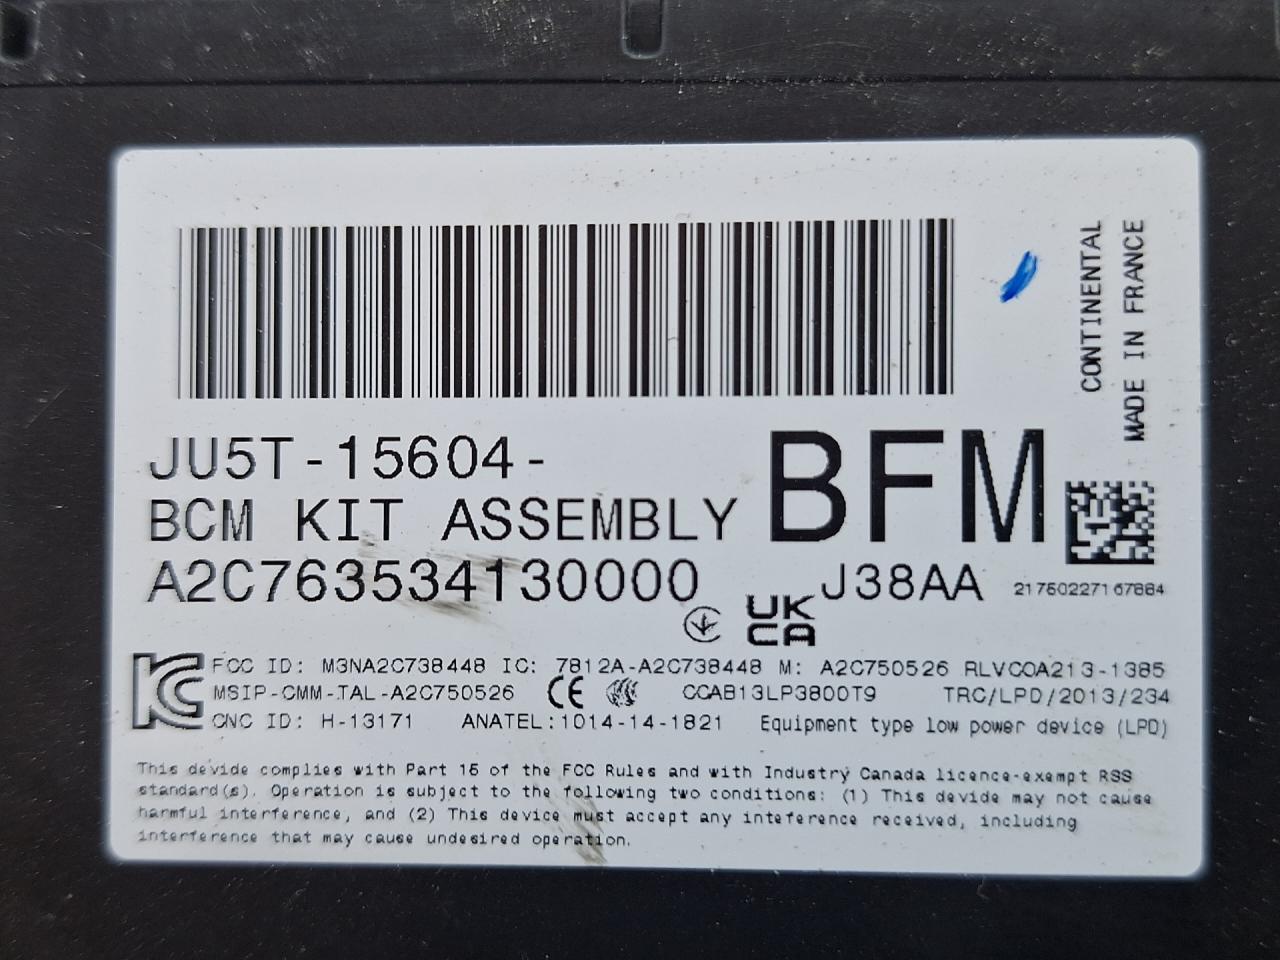 CONTINENTAL
MADE IN FRANCE
JU5T-15604-
BFM
BCM KIT ASSEMBLY
A2C763534130000
J38AA
21750227167884
UK
CA
FCC ID: M3NA2C738448 IC: 7812A-A2C738448 M: A2C750526 RLVCOA213-1385
MSIP-CMM-TAL-A2C750526 CE CCAB13LP3800T9 TRC/LPD/2013/234
CNC ID: H-13171 ANATEL:1014-14-1821 Equipment type low power device (LPD)
This devide complies with Part 15 of the FCC Rules and with Industry Canada licence-exempt RSS
standard(s). Operation is subject to the following two conditions: (1) This devide may not cause
harmful interference, and (2) This device must accept any inteference received, including
interference that may cause undesired operation.